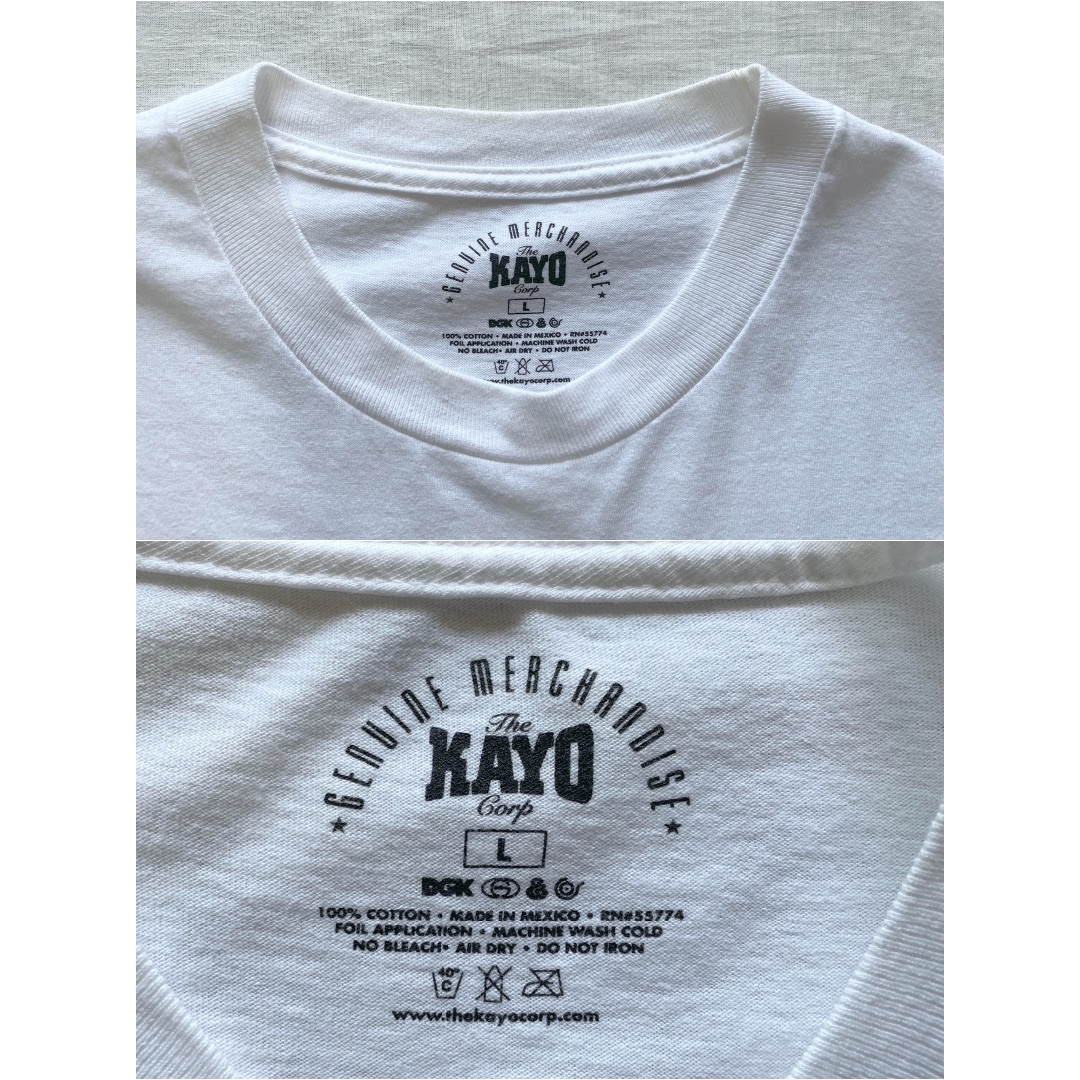 GENUINE MERCHANDISE
The
KAYO
Corp
L
DGK
100% COTTON • MADE IN MEXICO • RN#55774
FOIL APPLICATION • MACHINE WASH COLD
NO BLEACH• AIR DRY • DO NOT IRON
40°
C
www.thekayocorp.com
GENUINE MERCHANDISE
The
KAYO
Corp
L
DGK
100% COTTON • MADE IN MEXICO • RN#55774
FOIL APPLICATION • MACHINE WASH COLD
NO BLEACH• AIR DRY • DO NOT IRON
40°
C
www.thekayocorp.com